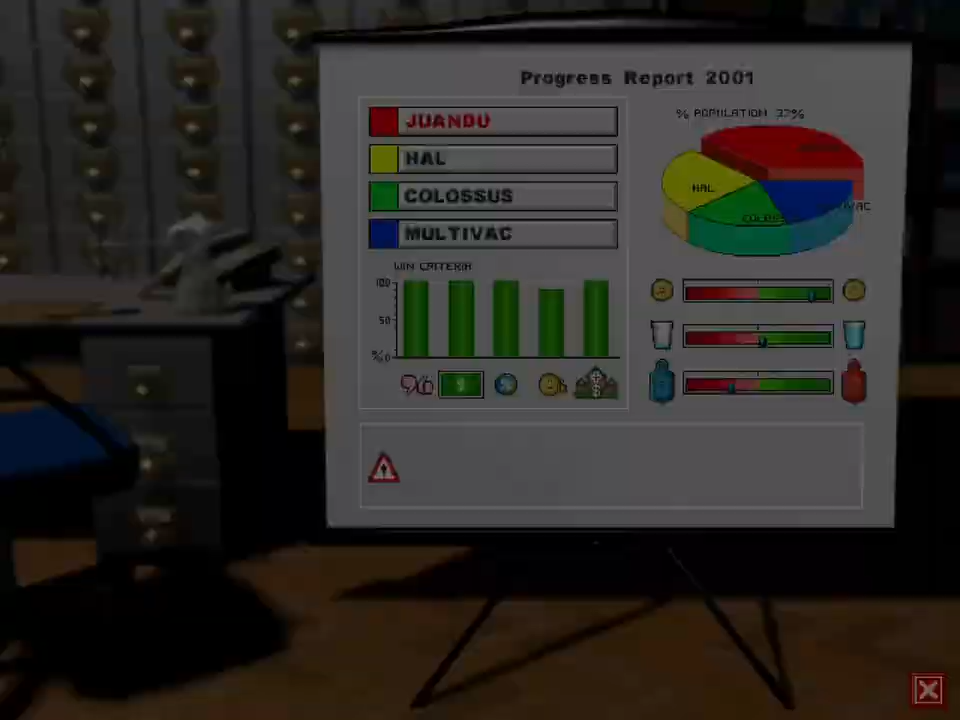 Progress Report 2001
JUANDU
HAL
COLOSSUS
MULTIVAC
% POPULATION 37%
HAL
WIN CRITERIA
100
50
%0
$